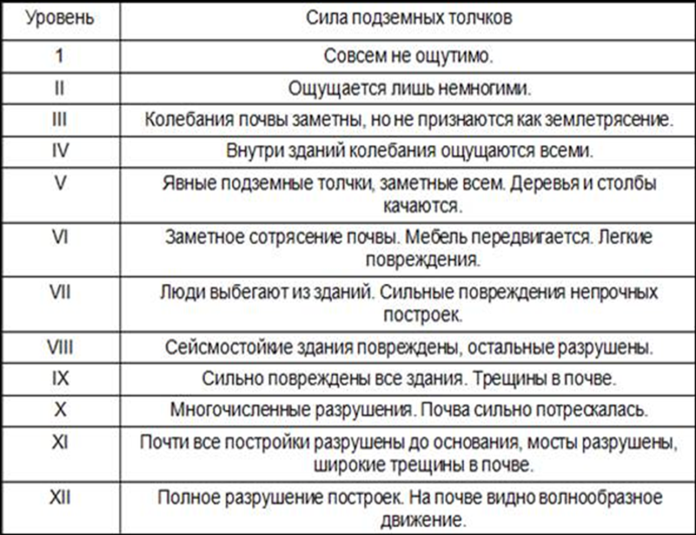 Уровень Сила подземных толчков
1 Совсем не ощутимо.
II Ощущается лишь немногими.
III Колебания почвы заметны, но не признаются как землетрясение.
IV Внутри зданий колебания ощущаются всеми.
V Явные подземные толчки, заметные всем. Деревья и столбы
качаются.
VI Заметное сотрясение почвы. Мебель передвигается. Легкие
повреждения.
VII Люди выбегают из зданий. Сильные повреждения непрочных
построек.
VIII Сейсмостойкие здания повреждены, остальные разрушены.
IX Сильно повреждены все здания. Трещины в почве.
X Многочисленные разрушения. Почва сильно потрескалась.
XI Почти все постройки разрушены до основания, мосты разрушены,
широкие трещины в почве.
XII Полное разрушение построек. На почве видно волнообразное
движение.